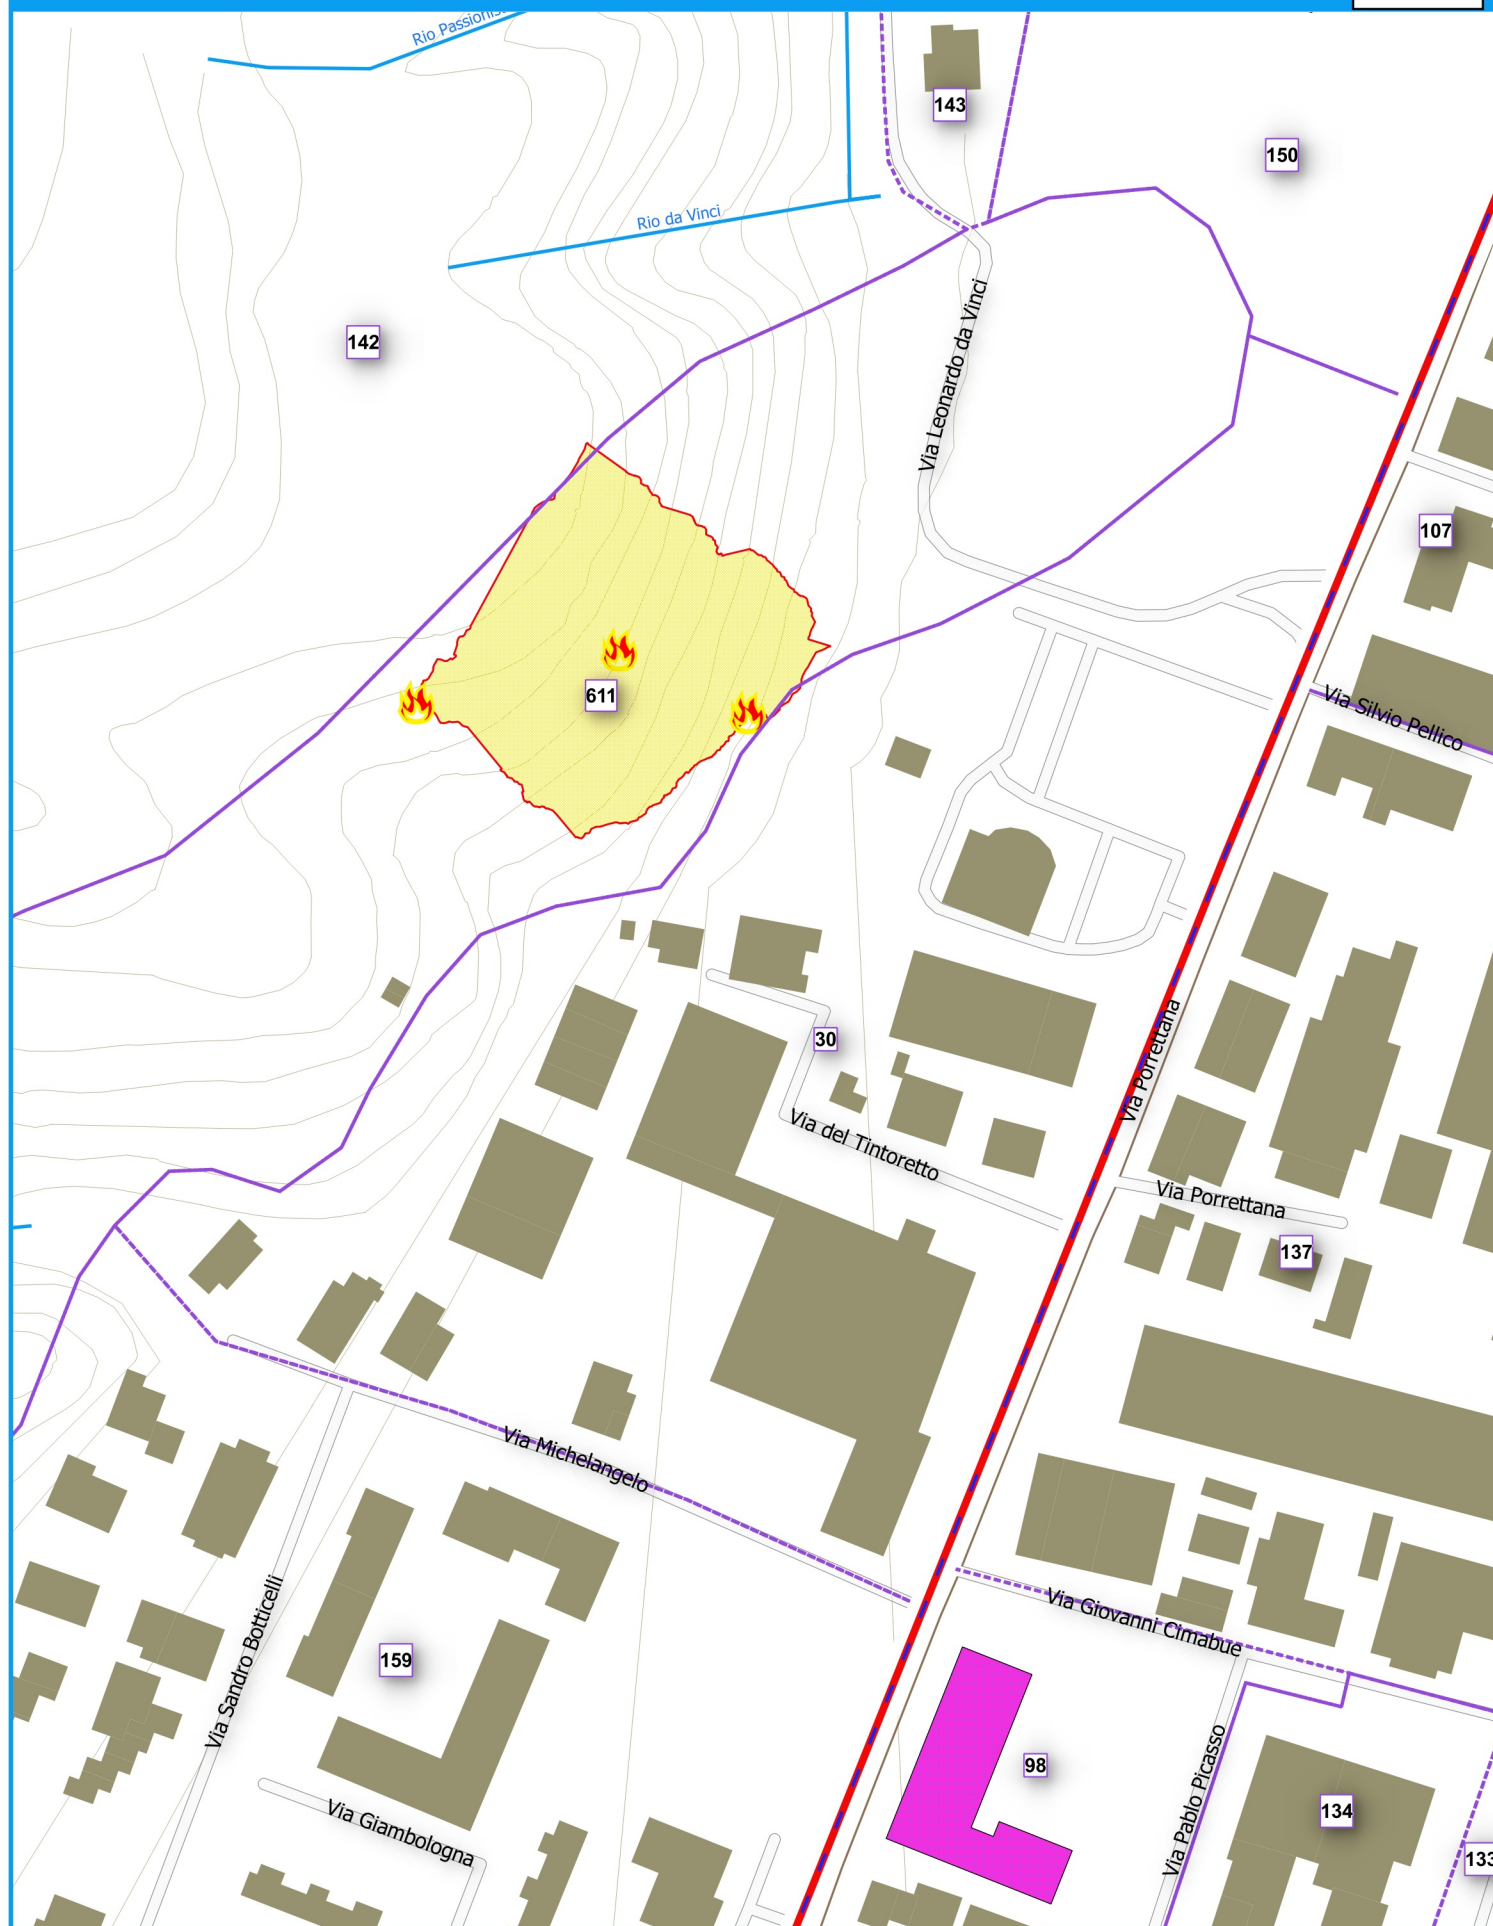 143
150
Rio da Vinci
142
Via Leonardo da Vinci
107
611
Via Silvio Pellico
30
Via Porrettana
Via del Tintoretto
Via Porrettana
137
Via Michelangelo
Via Giovanni Cimabue
159
Via Sandro Botticelli
98
Via Pablo Picasso
134
Via Giambologna
133